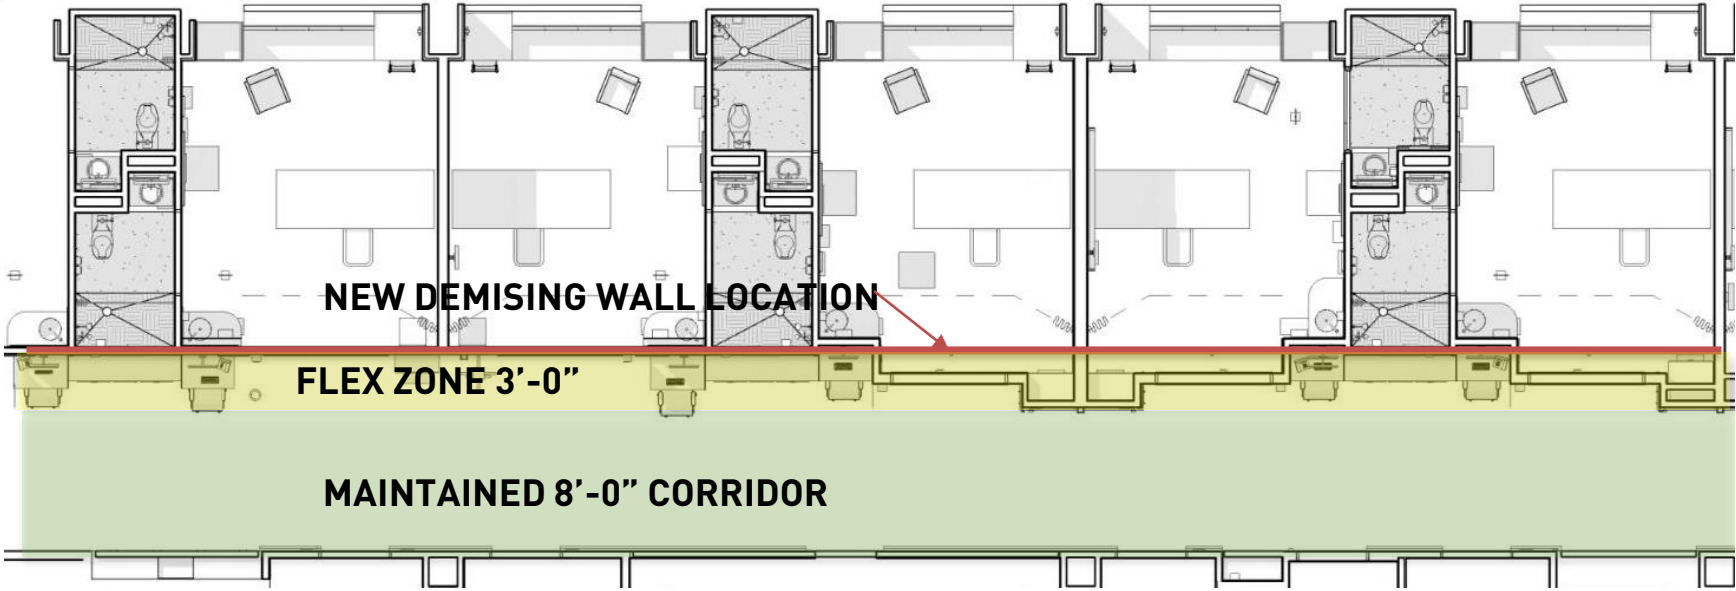 NEW DEMISING WALL LOCATION
FLEX ZONE 3’-0”
MAINTAINED 8’-0” CORRIDOR